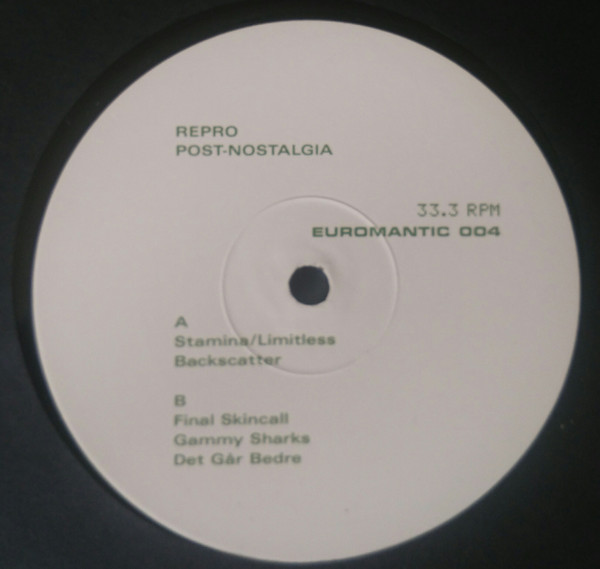 REPRO
POST-NOSTALGIA
33.3 RPM
EUROMANTIC 004
A
Stamina/Limitless
Backscatter
B
Final Skincall
Gammy Sharks
Det Går Bedre